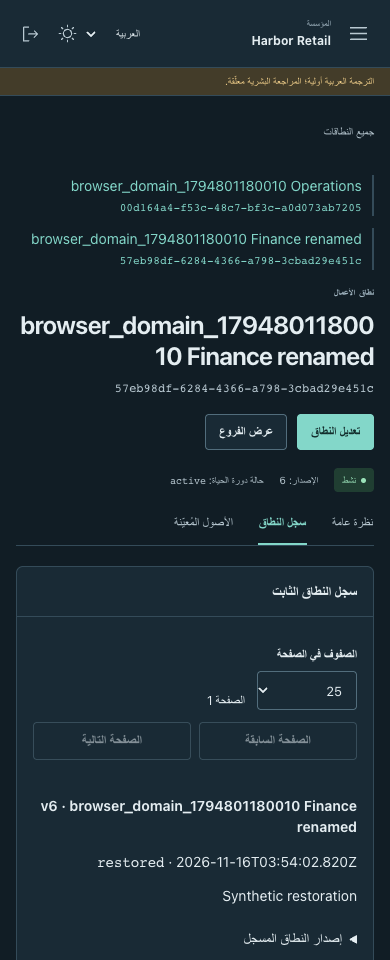 المؤسسة
Harbor Retail
العربية
الترجمة العربية أولية؛ المراجعة البشرية معلّقة.
جميع النطاقات
browser_domain_1794801180010 Operations
00d164a4-f53c-48c7-bf3c-a0d073ab7205
browser_domain_1794801180010 Finance renamed
57eb98df-6284-4366-a798-3cbad29e451c
نطاق الأعمال
browser_domain_17948011800
10 Finance renamed
57eb98df-6284-4366-a798-3cbad29e451c
تعديل النطاق
عرض الفروع
نشط
الإصدار: 6
حالة دورة الحياة: active
نظرة عامة
سجل النطاق
الأصول المُعيّنة
سجل النطاق الثابت
الصفوف في الصفحة
25
الصفحة 1
الصفحة السابقة
الصفحة التالية
v6 · browser_domain_1794801180010 Finance
renamed
restored · 2026-11-16T03:54:02.820Z
Synthetic restoration
إصدار النطاق المسجل